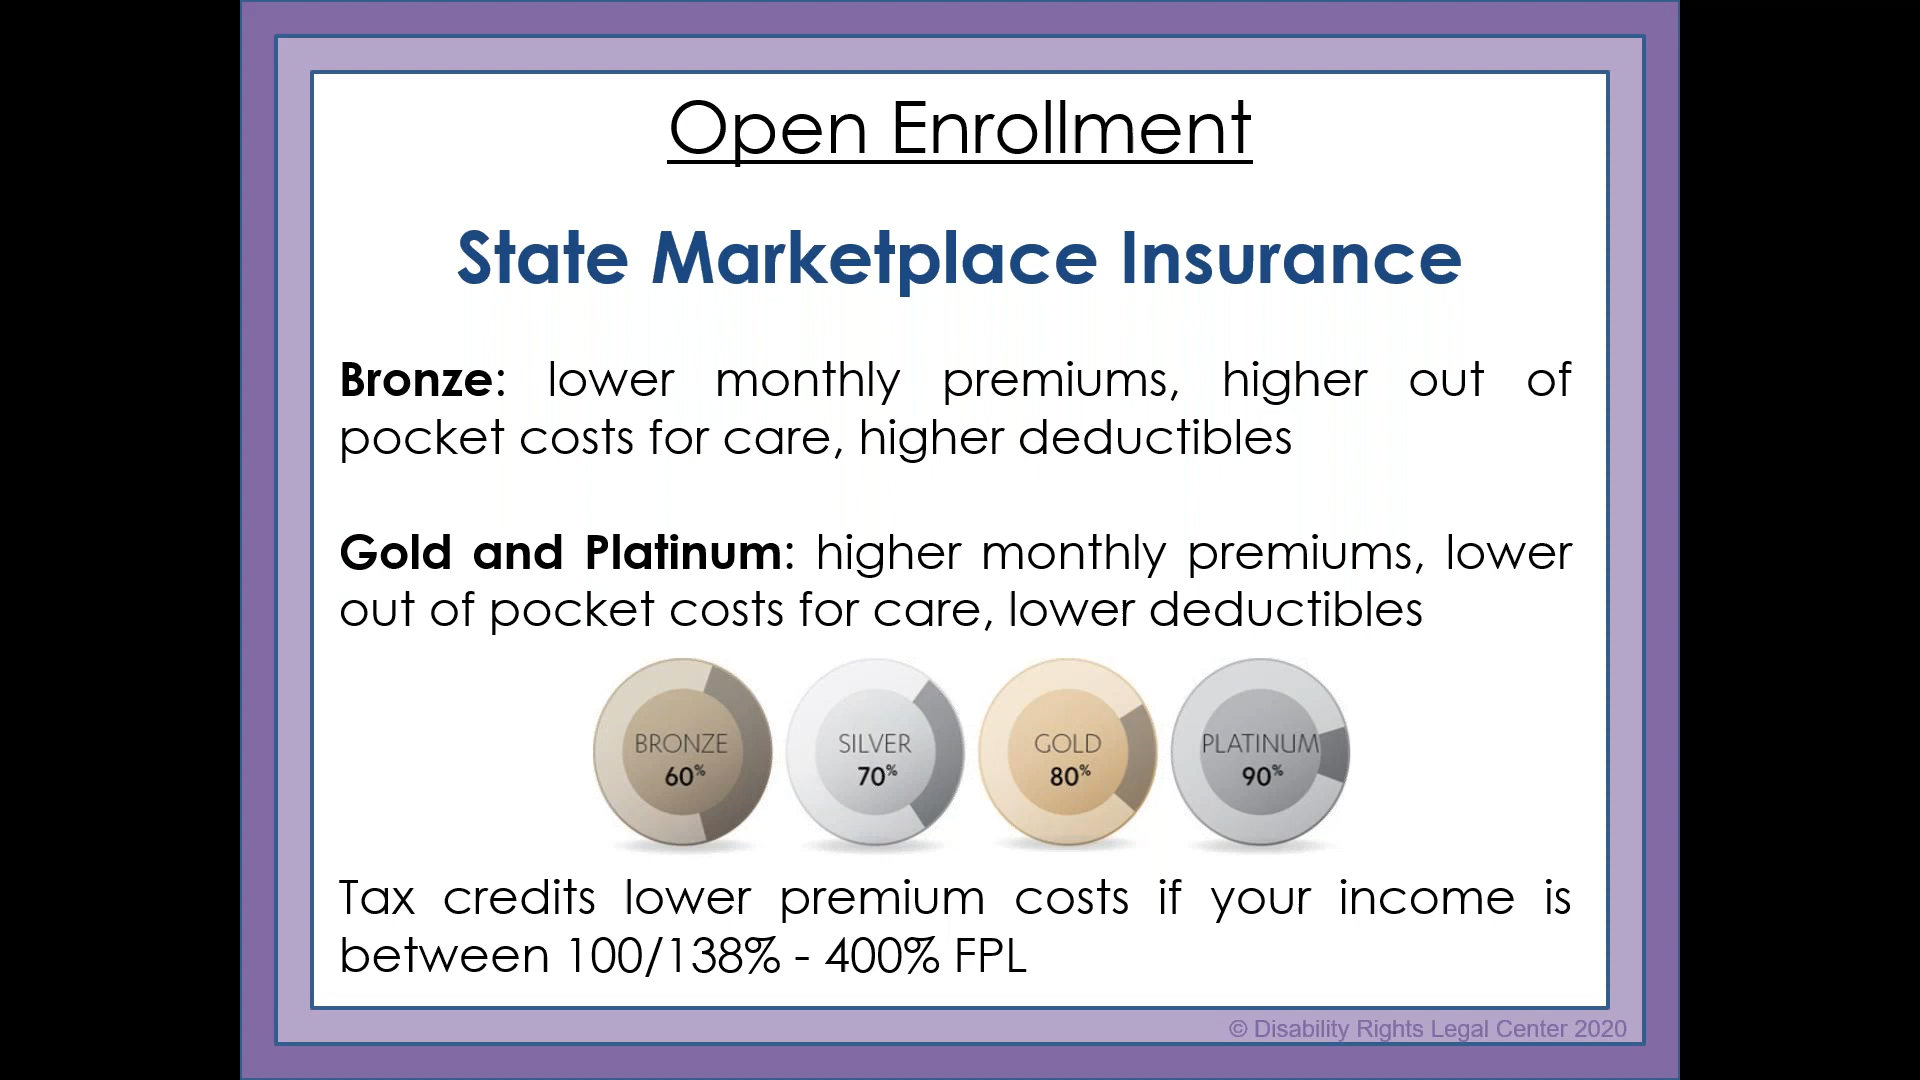 Open Enrollment
State Marketplace Insurance
Bronze: lower monthly premiums, higher out of
pocket costs for care, higher deductibles
Gold and Platinum: higher monthly premiums, lower
out of pocket costs for care, lower deductibles
BRONZE
60%
SILVER
70%
GOLD
80%
PLATINUM
90%
Tax credits lower premium costs if your income is
between 100/138% - 400% FPL
© Disability Rights Legal Center 2020